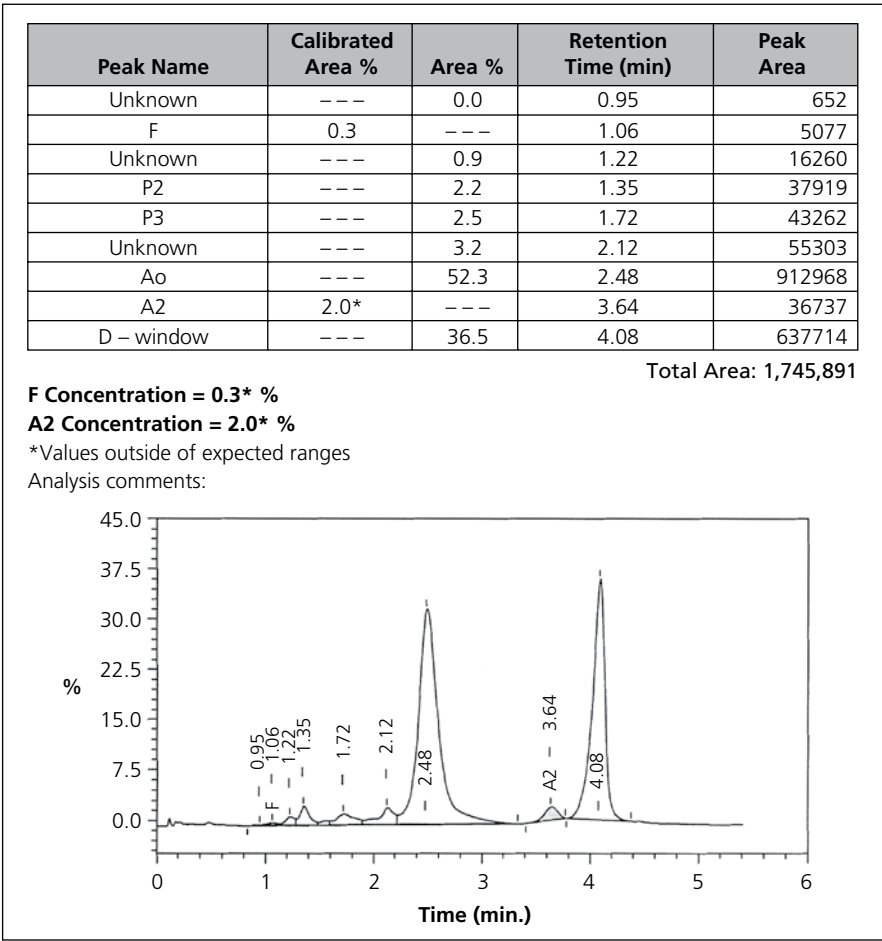 Peak Name Calibrated Area % Area % Retention Time (min) Peak Area
Unknown – – – 0.0 0.95 652
F 0.3 – – – 1.06 5077
Unknown – – – 0.9 1.22 16260
P2 – – – 2.2 1.35 37919
P3 – – – 2.5 1.72 43262
Unknown – – – 3.2 2.12 55303
Ao – – – 52.3 2.48 912968
A2 2.0* – – – 3.64 36737
D – window – – – 36.5 4.08 637714
Total Area: 1,745,891
F Concentration = 0.3* %
A2 Concentration = 2.0* %
*Values outside of expected ranges
Analysis comments:
45.0
37.5
30.0
22.5
15.0
7.5
0.0
%
0.95
F 1.06
1.22
1.35
1.72
2.12
2.48
A2 3.64
4.08
0 1 2 3 4 5 6
Time (min.)